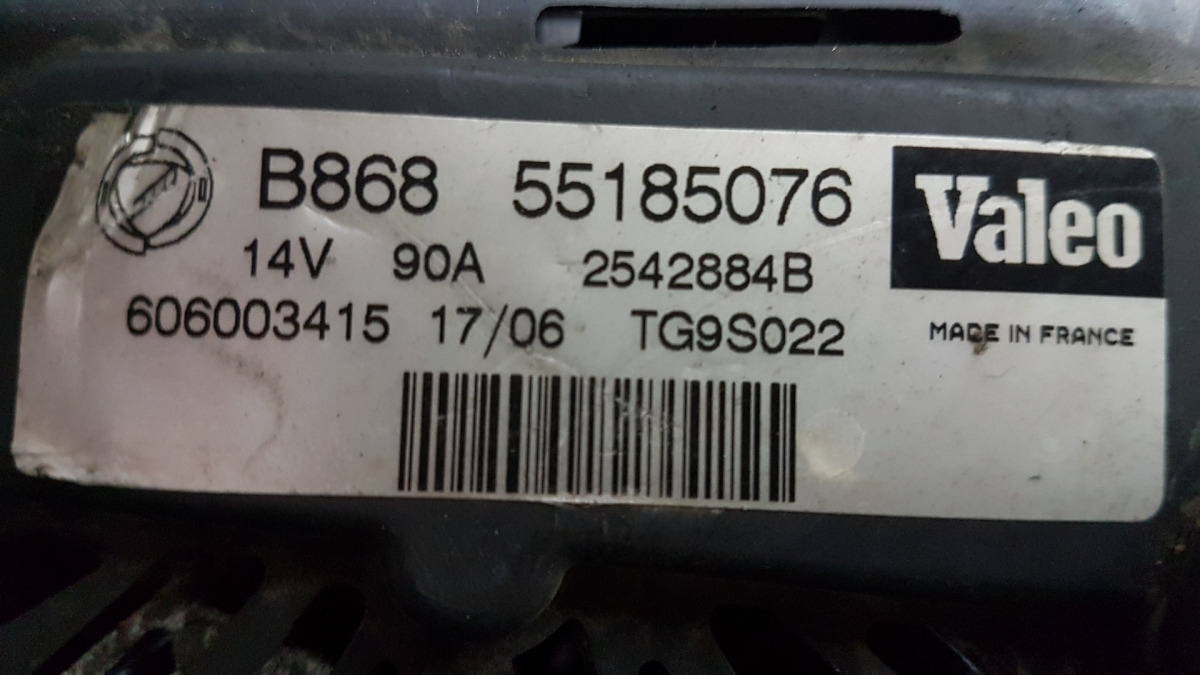 B868 55185076
Valeo
14V 90A 2542884B
606003415 17/06 TG9S022
MADE IN FRANCE